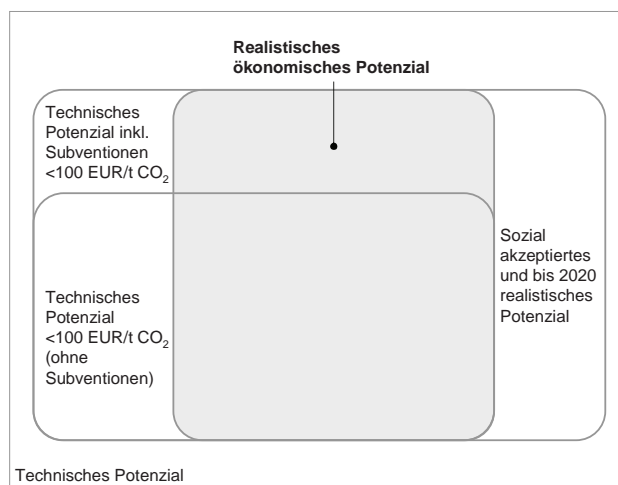 Realistisches
ökonomisches Potenzial
Technisches
Potenzial inkl.
Subventionen
<100 EUR/t CO₂
Sozial
akzeptiertes
und bis 2020
realistisches
Potenzial
Technisches
Potenzial
<100 EUR/t CO₂
(ohne
Subventionen)
Technisches Potenzial